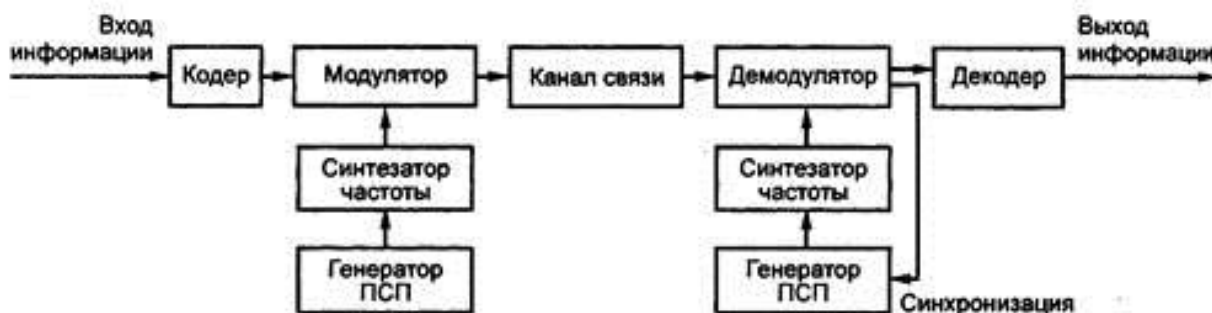 Вход
информации
Кодер
Модулятор
Канал связи
Демодулятор
Декодер
Выход
информации
Синтезатор
частоты
Синтезатор
частоты
Генератор
ПСП
Генератор
ПСП
Синхронизация